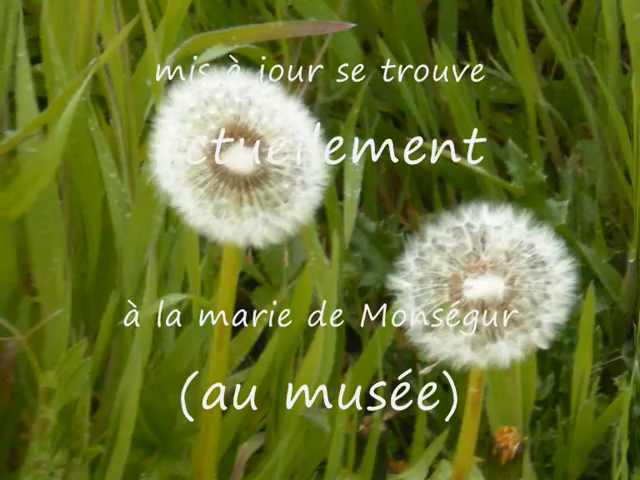 mis à jour se trouve
actuellement
à la marie de Monségur
(au musée)